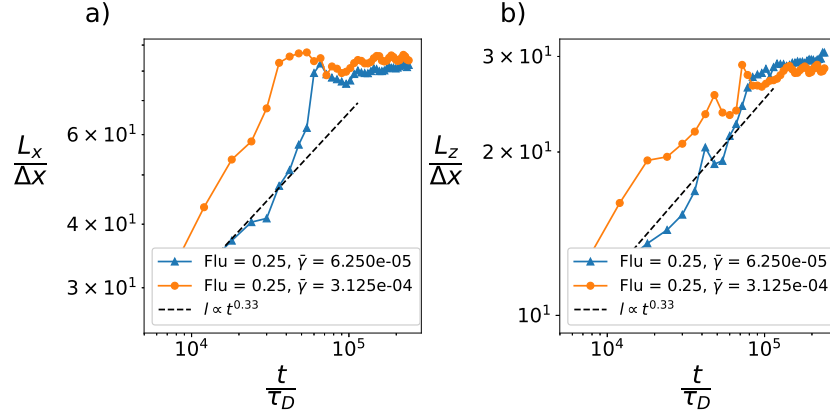 a)
L_x
Δx
6 × 10^1
4 × 10^1
3 × 10^1
Flu = 0.25, γ̄ = 6.250e-05
Flu = 0.25, γ̄ = 3.125e-04
l ∝ t^0.33
10^4
10^5
t
τ_D
b)
L_z
Δx
3 × 10^1
2 × 10^1
10^1
Flu = 0.25, γ̄ = 6.250e-05
Flu = 0.25, γ̄ = 3.125e-04
l ∝ t^0.33
10^4
10^5
t
τ_D